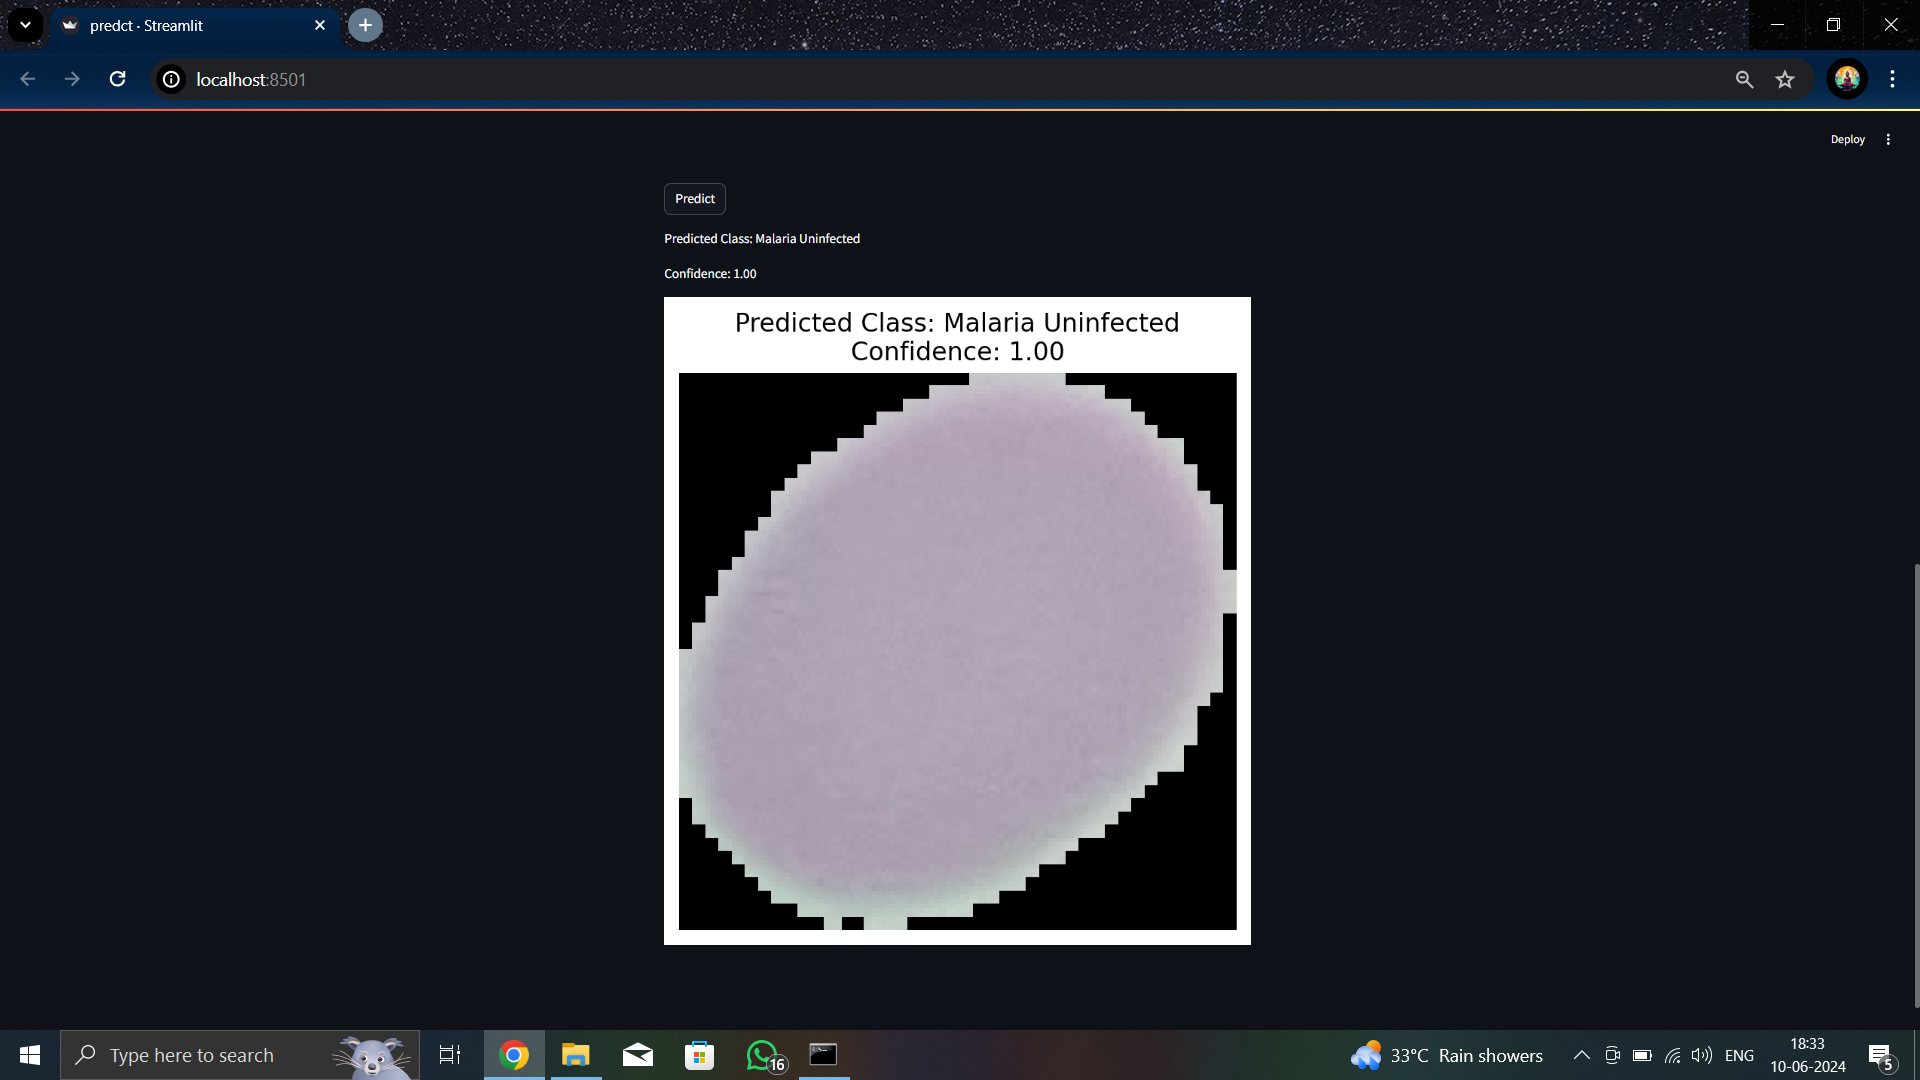 predct · Streamlit
localhost:8501
Deploy
Predict
Predicted Class: Malaria Uninfected
Confidence: 1.00
Predicted Class: Malaria Uninfected
Confidence: 1.00
Type here to search
16
33°C Rain showers
ENG
18:33
10-06-2024
5